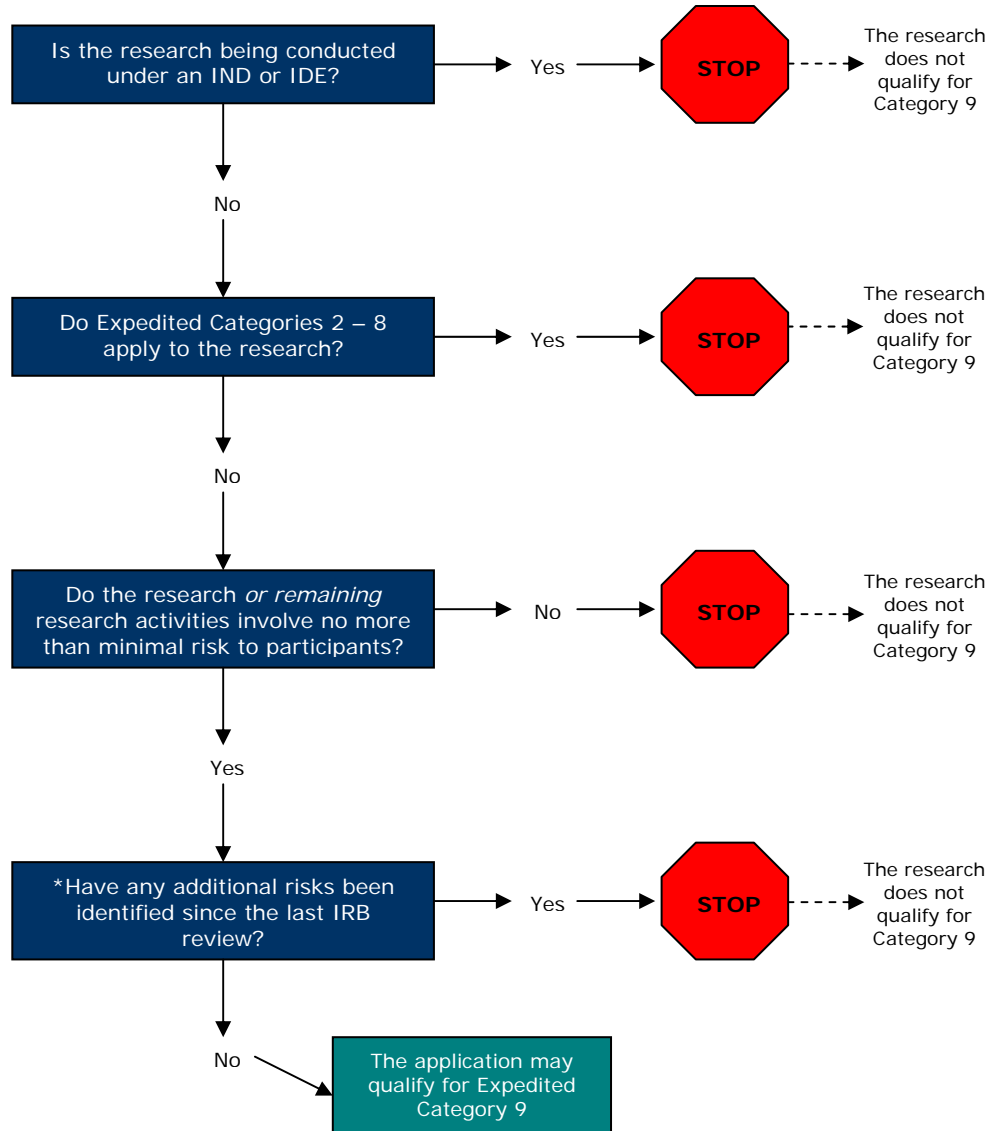 Is the research being conducted
under an IND or IDE?
Yes
STOP
The research
does not
qualify for
Category 9
No
Do Expedited Categories 2 – 8
apply to the research?
Yes
STOP
The research
does not
qualify for
Category 9
No
Do the research or remaining
research activities involve no more
than minimal risk to participants?
No
STOP
The research
does not
qualify for
Category 9
Yes
*Have any additional risks been
identified since the last IRB
review?
Yes
STOP
The research
does not
qualify for
Category 9
No
The application may
qualify for Expedited
Category 9